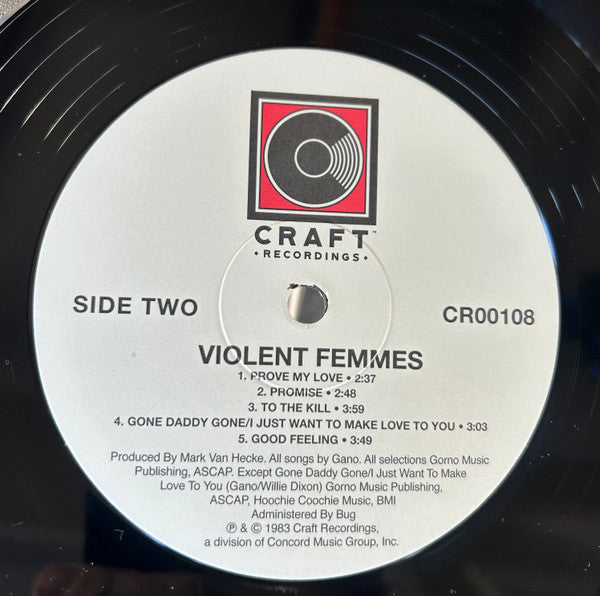 CRAFT™
• RECORDINGS •
SIDE TWO
CR00108
VIOLENT FEMMES
1. PROVE MY LOVE • 2:37
2. PROMISE • 2:48
3. TO THE KILL • 3:59
4. GONE DADDY GONE/I JUST WANT TO MAKE LOVE TO YOU • 3:03
5. GOOD FEELING • 3:49
Produced By Mark Van Hecke. All songs by Gano. All selections Gorno Music
Publishing, ASCAP. Except Gone Daddy Gone/I Just Want To Make
Love To You (Gano/Willie Dixon) Gorno Music Publishing,
ASCAP, Hoochie Coochie Music, BMI
Administered By Bug
℗ & © 1983 Craft Recordings,
a division of Concord Music Group, Inc.